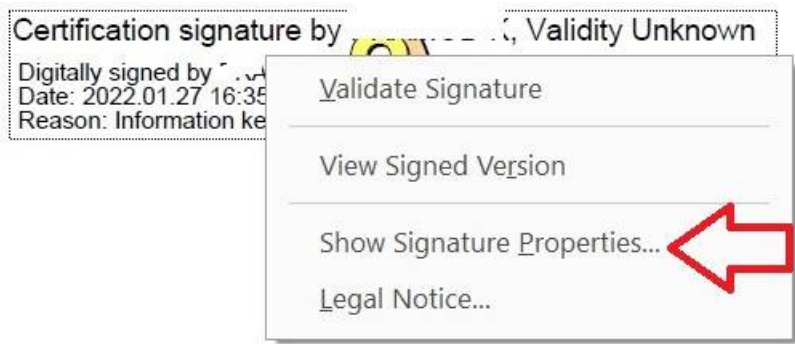 Certification signature by , Validity Unknown
Digitally signed by
Date: 2022.01.27 16:35
Reason: Information ke
Validate Signature
View Signed Version
Show Signature Properties...
Legal Notice...